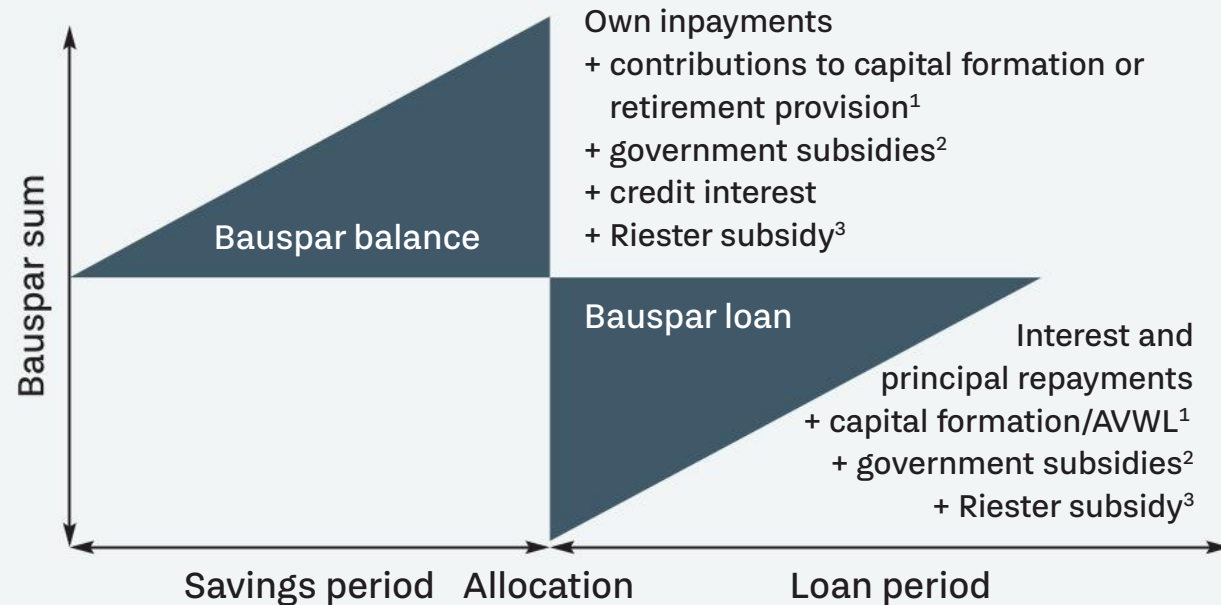 Own inpayments
+ contributions to capital formation or
retirement provision¹
+ government subsidies²
+ credit interest
+ Riester subsidy³
Bauspar sum
Bauspar balance
Bauspar loan
Interest and
principal repayments
+ capital formation/AVWL¹
+ government subsidies²
+ Riester subsidy³
Savings period Allocation Loan period